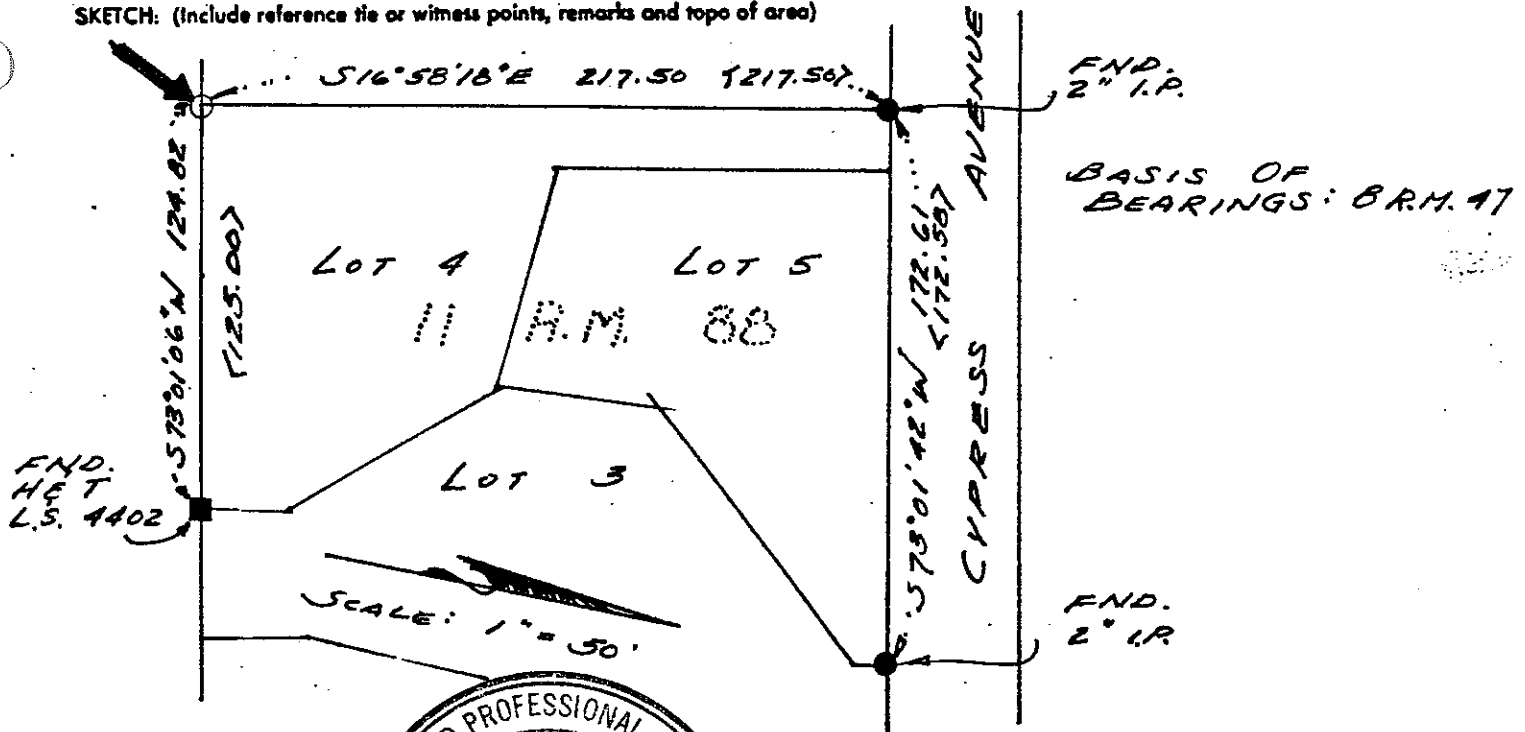 SKETCH: (Include reference tie or witness points, remarks and topo of area)
S16°58'18"E 217.50 <217.50>
FND.
2" I.P.
CYPRESS AVENUE
BASIS OF
BEARINGS: 8 R.M. 47
S73°01'06"W 124.82
<125.00>
LOT 4
LOT 5
11 R.M. 88
S73°01'42"W 172.61
<172.50>
FND.
H&T
L.S. 4402
LOT 3
SCALE: 1" = 50'
FND.
2" I.P.
PROFESSIONAL